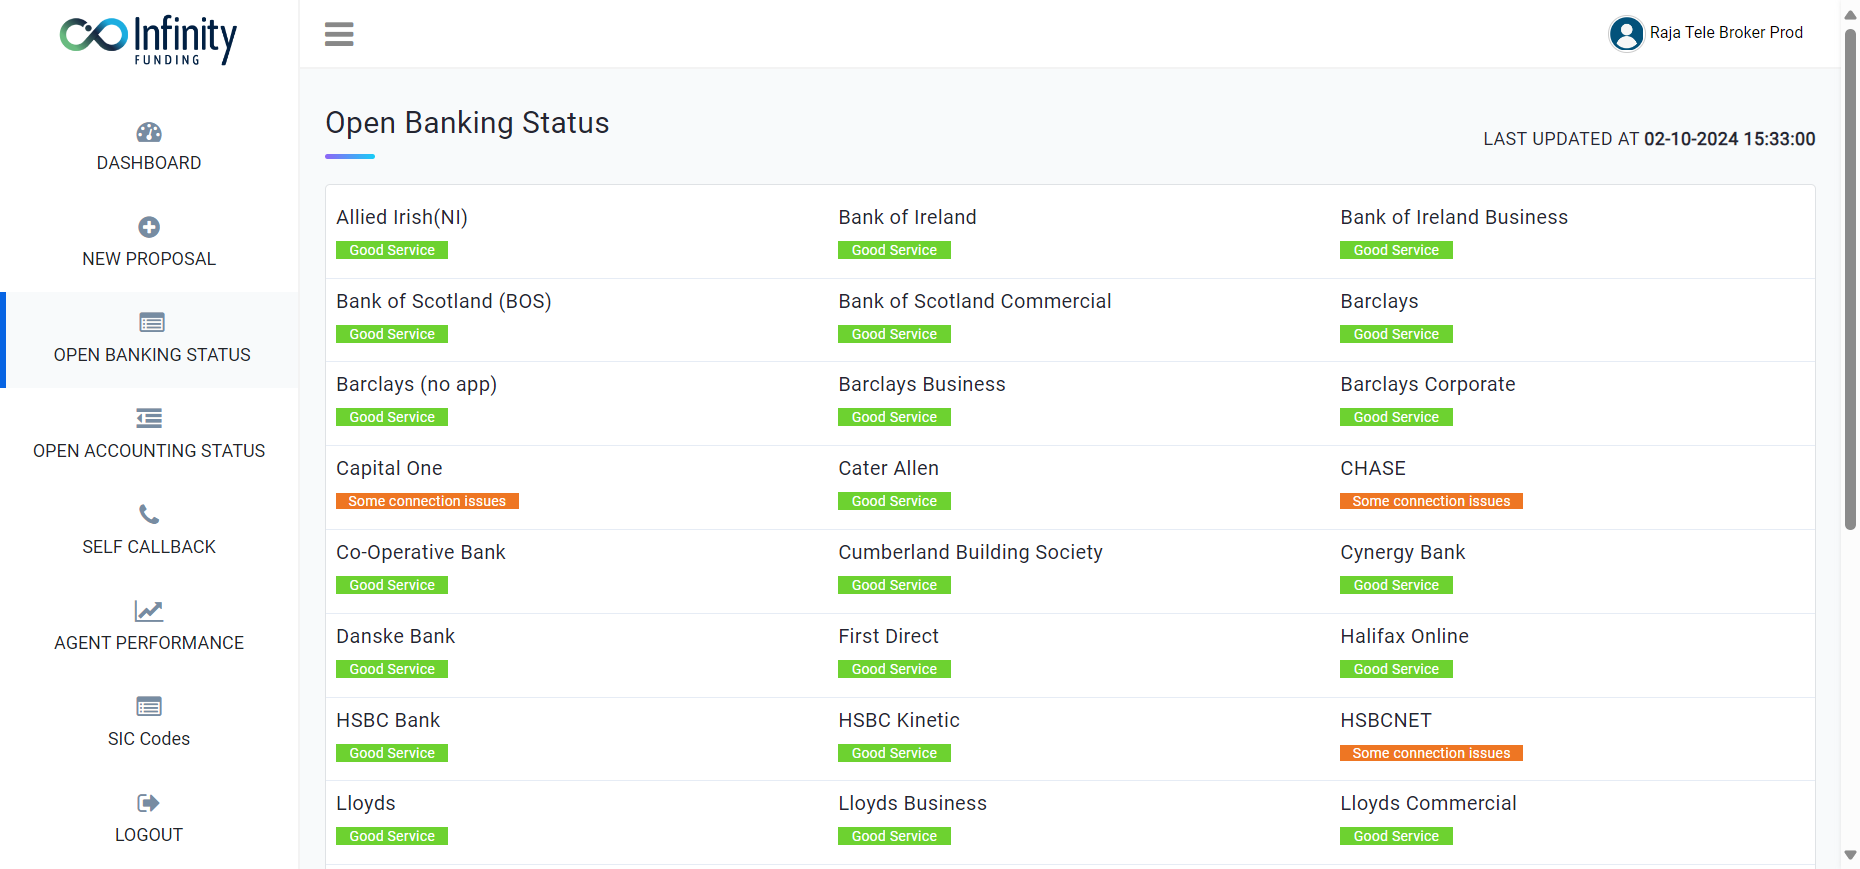 Infinity
FUNDING
Raja Tele Broker Prod
DASHBOARD
NEW PROPOSAL
OPEN BANKING STATUS
OPEN ACCOUNTING STATUS
SELF CALLBACK
AGENT PERFORMANCE
SIC Codes
LOGOUT
Open Banking Status
LAST UPDATED AT 02-10-2024 15:33:00
Allied Irish(NI)
Good Service
Bank of Ireland
Good Service
Bank of Ireland Business
Good Service
Bank of Scotland (BOS)
Good Service
Bank of Scotland Commercial
Good Service
Barclays
Good Service
Barclays (no app)
Good Service
Barclays Business
Good Service
Barclays Corporate
Good Service
Capital One
Some connection issues
Cater Allen
Good Service
CHASE
Some connection issues
Co-Operative Bank
Good Service
Cumberland Building Society
Good Service
Cynergy Bank
Good Service
Danske Bank
Good Service
First Direct
Good Service
Halifax Online
Good Service
HSBC Bank
Good Service
HSBC Kinetic
Good Service
HSBCNET
Some connection issues
Lloyds
Good Service
Lloyds Business
Good Service
Lloyds Commercial
Good Service